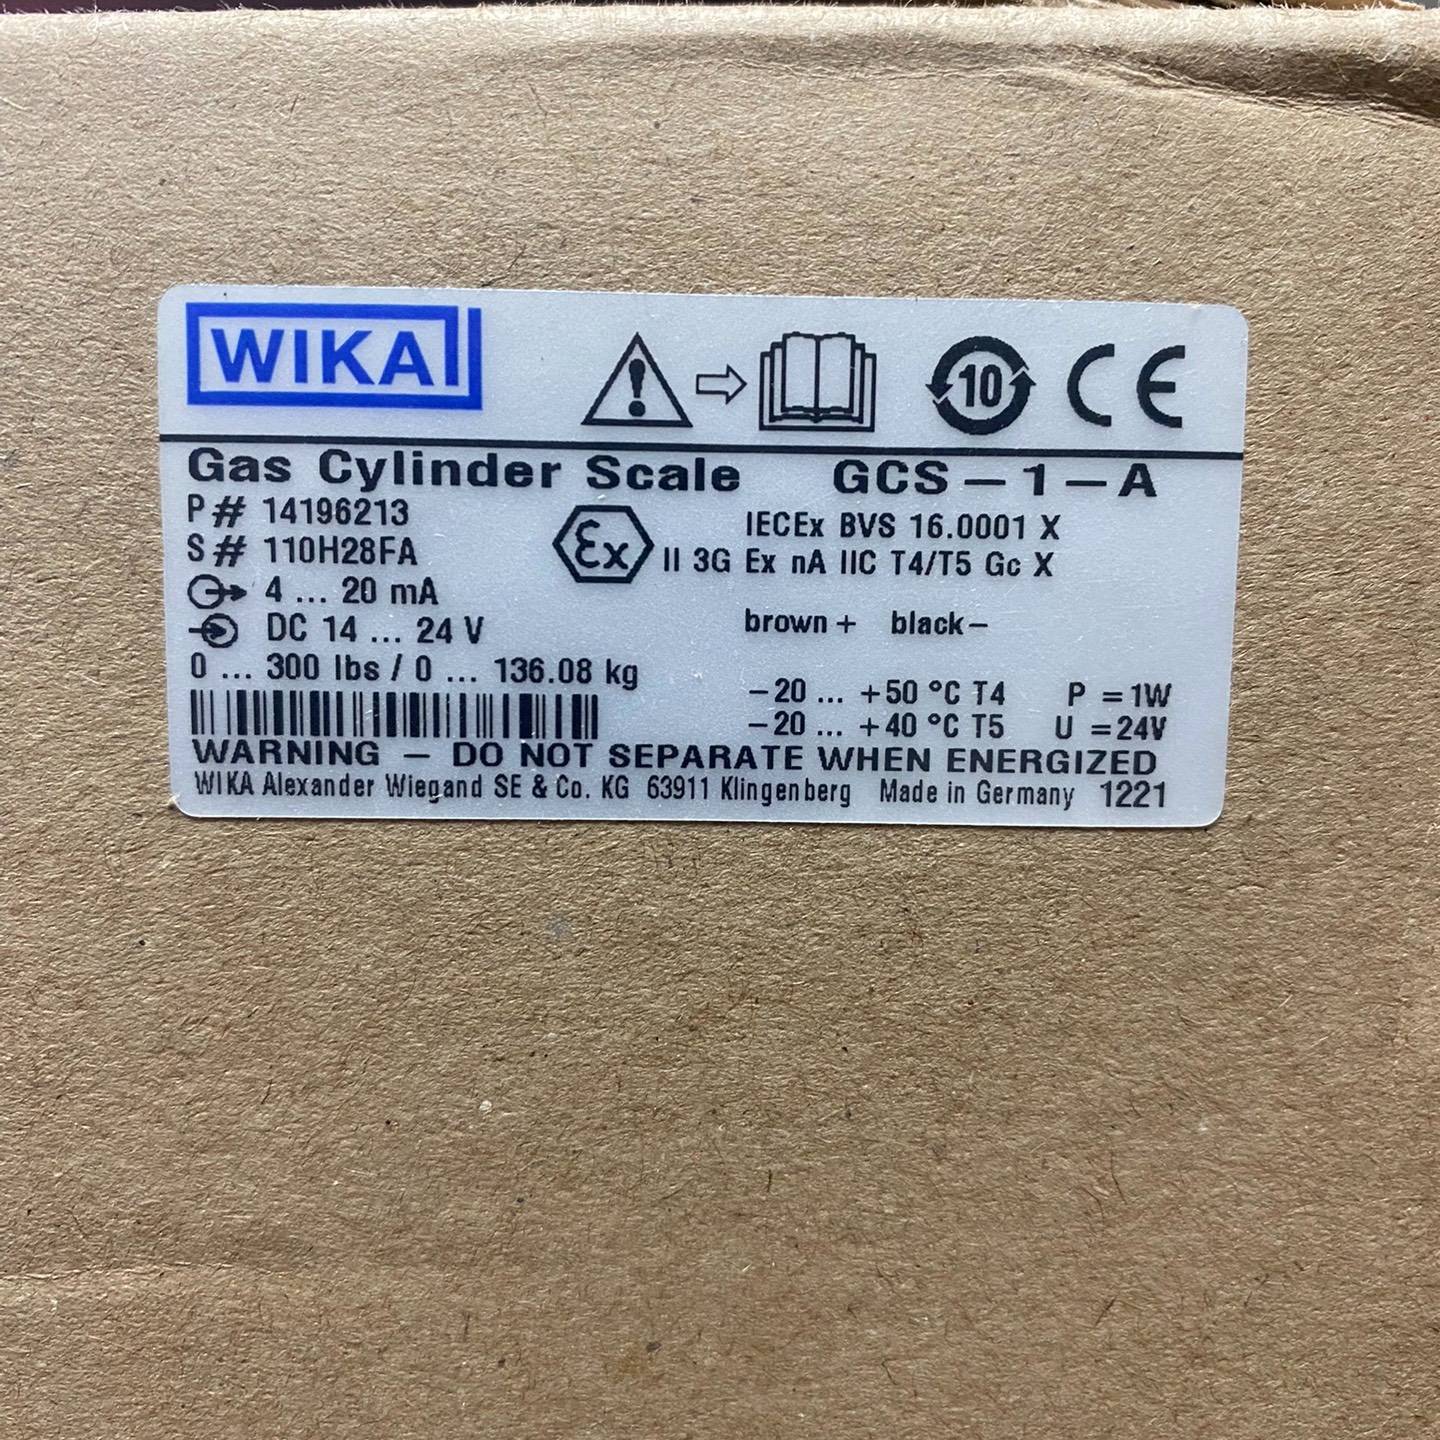 WIKA
10 CE
Gas Cylinder Scale GCS-1-A
P# 14196213
S# 110H28FA
IECEx BVS 16.0001 X
Ex II 3G Ex nA IIC T4/T5 Gc X
4 ... 20 mA
DC 14 ... 24 V
brown + black -
0 ... 300 lbs / 0 ... 136.08 kg
-20 ... +50 °C T4 P =1W
-20 ... +40 °C T5 U =24V
WARNING - DO NOT SEPARATE WHEN ENERGIZED
WIKA Alexander Wiegand SE & Co. KG 63911 Klingenberg Made in Germany 1221